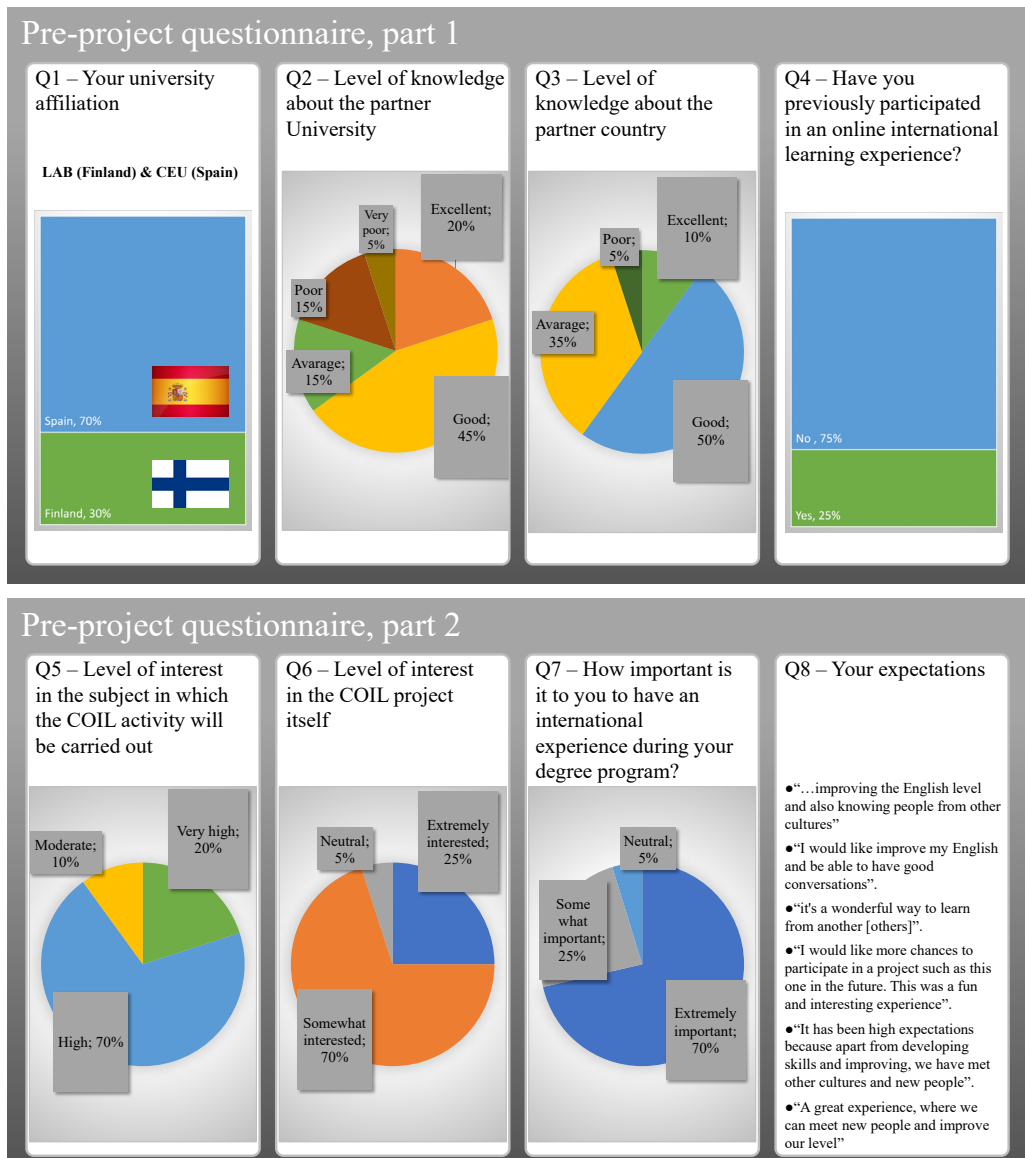 Pre-project questionnaire, part 1
Q1 – Your university
affiliation
LAB (Finland) & CEU (Spain)
Spain, 70%
Finland, 30%
Q2 – Level of knowledge
about the partner
University
Excellent;
20%
Very
poor;
5%
Poor
15%
Avarage;
15%
Good;
45%
Q3 – Level of
knowledge about the
partner country
Excellent;
10%
Poor;
5%
Avarage;
35%
Good;
50%
Q4 – Have you
previously participated
in an online international
learning experience?
No , 75%
Yes, 25%
Pre-project questionnaire, part 2
Q5 – Level of interest
in the subject in which
the COIL activity will
be carried out
Very high;
20%
Moderate;
10%
High; 70%
Q6 – Level of interest
in the COIL project
itself
Extremely
interested;
25%
Neutral;
5%
Somewhat
interested;
70%
Q7 – How important is
it to you to have an
international
experience during your
degree program?
Neutral;
5%
Some
what
important;
25%
Extremely
important;
70%
Q8 – Your expectations
●“…improving the English level
and also knowing people from other
cultures”
●“I would like improve my English
and be able to have good
conversations”.
●“it's a wonderful way to learn
from another [others]”.
●“I would like more chances to
participate in a project such as this
one in the future. This was a fun
and interesting experience”.
●“It has been high expectations
because apart from developing
skills and improving, we have met
other cultures and new people”.
●“A great experience, where we
can meet new people and improve
our level”